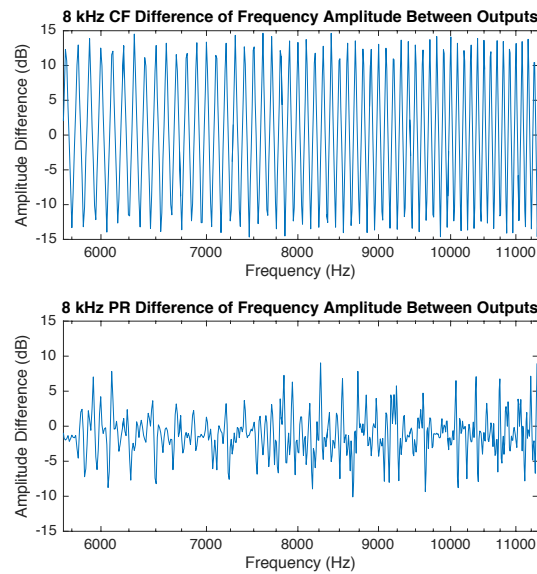 8 kHz CF Difference of Frequency Amplitude Between Outputs
15
10
5
0
-5
-10
-15
Amplitude Difference (dB)
6000 7000 8000 9000 10000 11000
Frequency (Hz)
8 kHz PR Difference of Frequency Amplitude Between Outputs
15
10
5
0
-5
-10
-15
Amplitude Difference (dB)
6000 7000 8000 9000 10000 11000
Frequency (Hz)